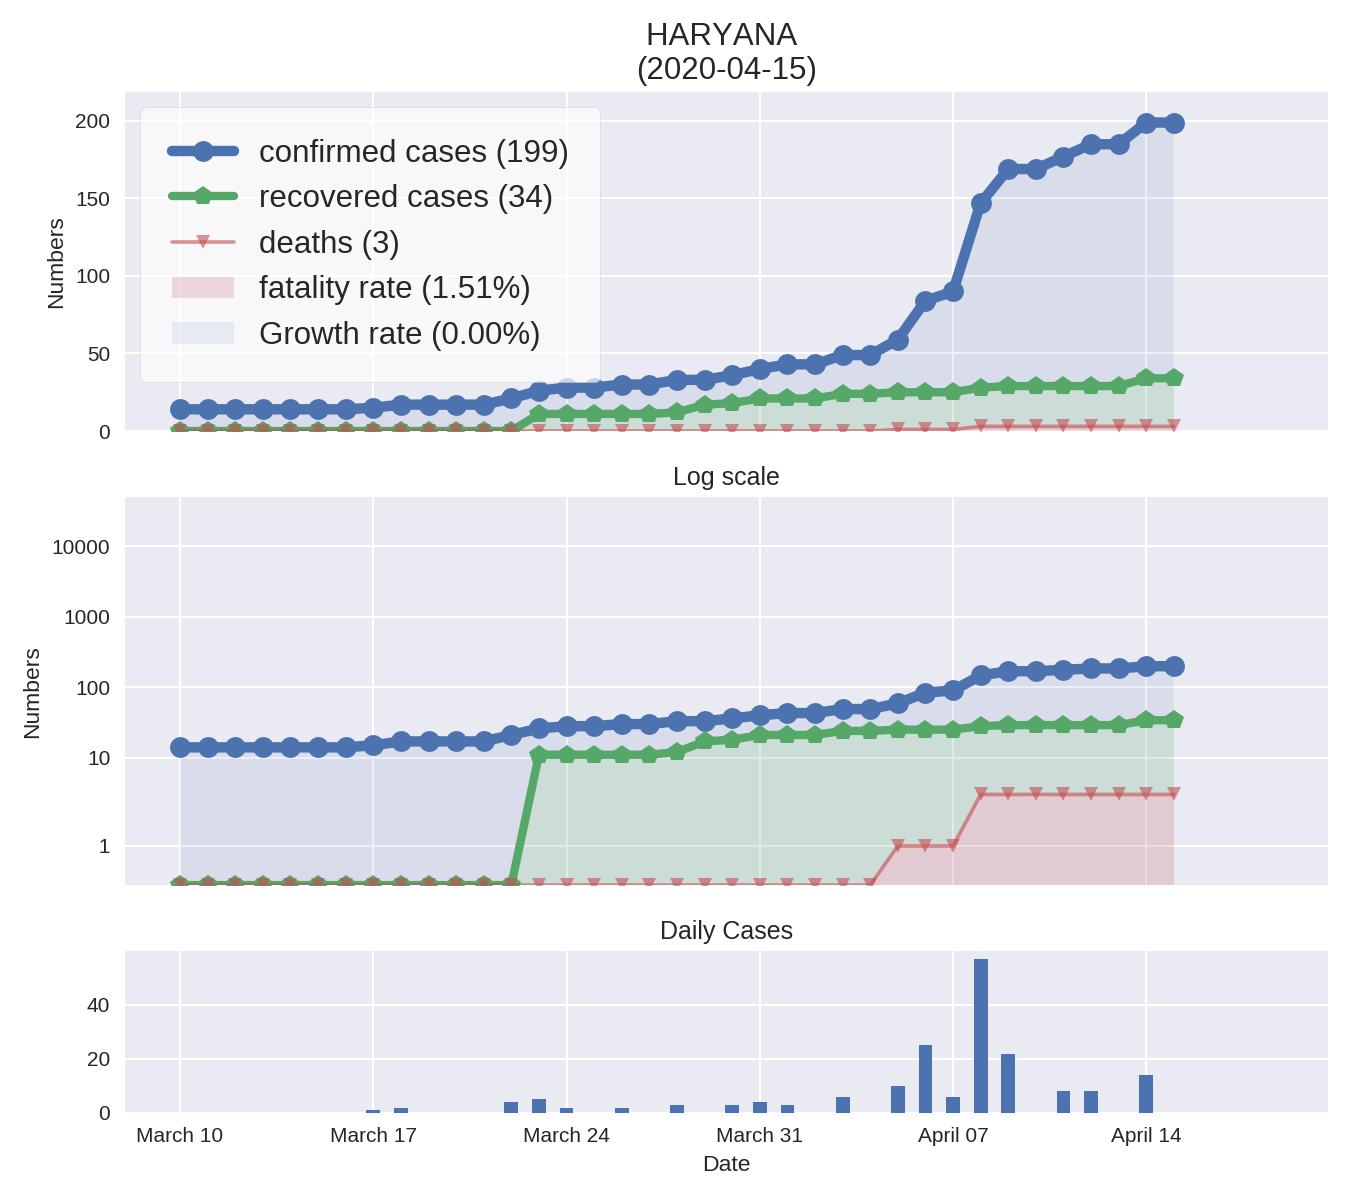 HARYANA
(2020-04-15)
200
150
100
50
0
Numbers
confirmed cases (199)
recovered cases (34)
deaths (3)
fatality rate (1.51%)
Growth rate (0.00%)
Log scale
10000
1000
100
10
1
Numbers
Daily Cases
40
20
0
March 10 March 17 March 24 March 31 April 07 April 14
Date